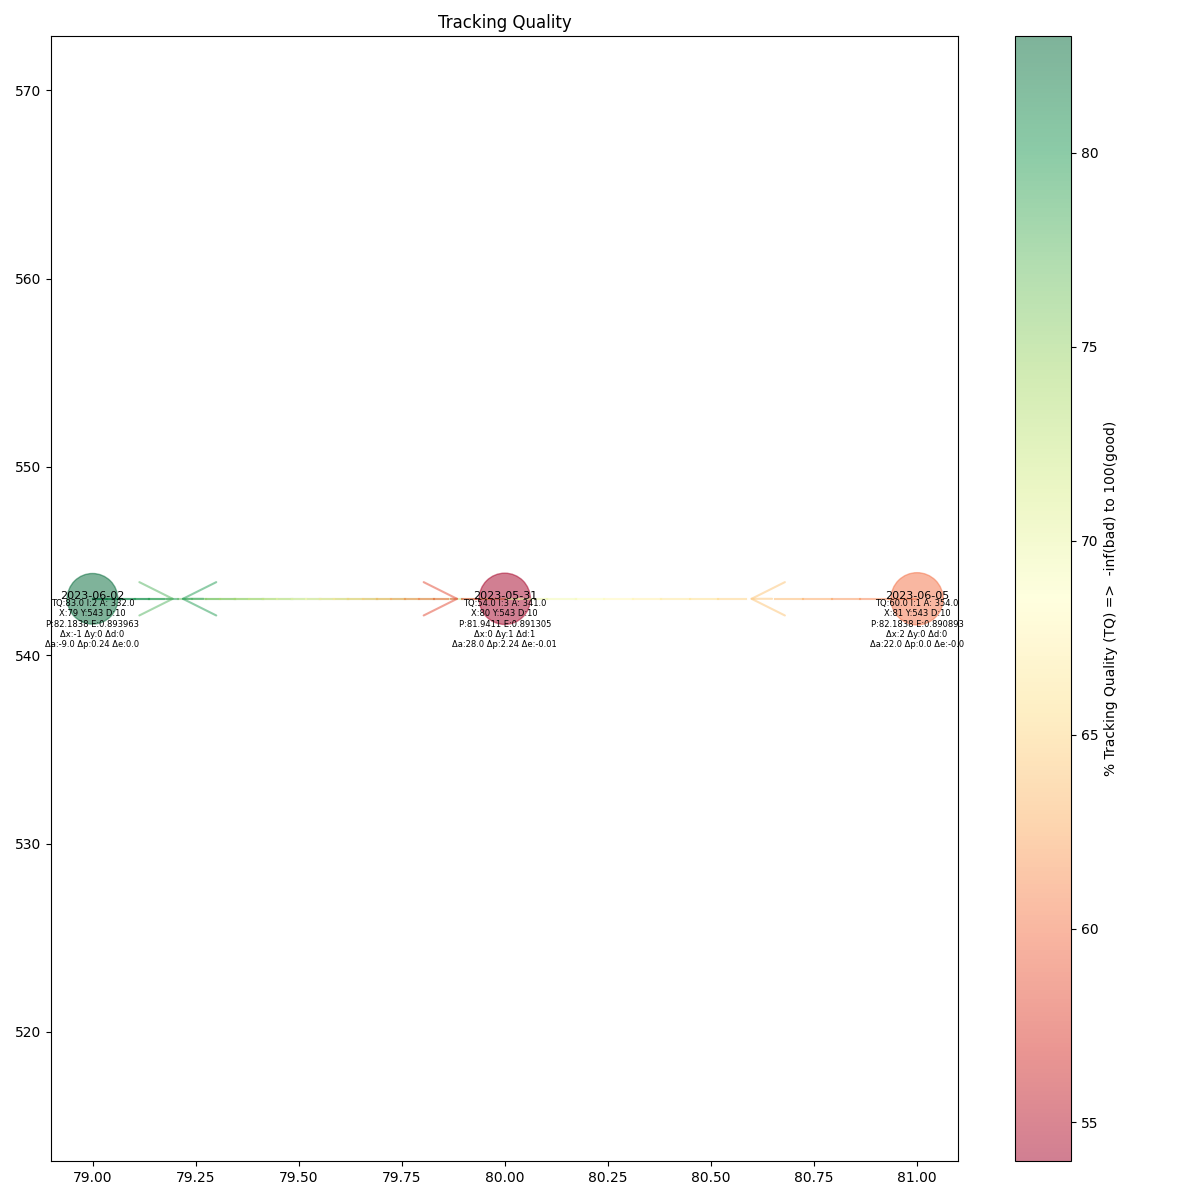 Tracking Quality
570
560
550
540
530
520
2023-06-02
TQ:83.0 I:2 A: 332.0
X:79 Y:543 D:10
P:82.1838 E:0.893963
Δx:-1 Δy:0 Δd:0
Δa:-9.0 Δp:0.24 Δe:0.0
2023-05-31
TQ:54.0 I:3 A: 341.0
X:80 Y:543 D:10
P:81.9411 E:0.891305
Δx:0 Δy:1 Δd:1
Δa:28.0 Δp:2.24 Δe:-0.01
2023-06-05
TQ:60.0 I:1 A: 354.0
X:81 Y:543 D:10
P:82.1838 E:0.890893
Δx:2 Δy:0 Δd:0
Δa:22.0 Δp:0.0 Δe:-0.0
79.00 79.25 79.50 79.75 80.00 80.25 80.50 80.75 81.00
80
75
70
65
60
55
% Tracking Quality (TQ) => -inf(bad) to 100(good)